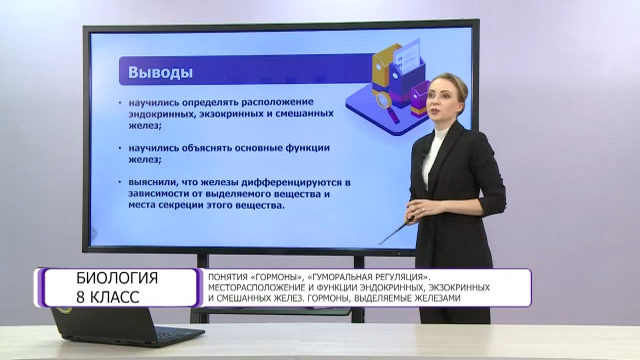 Выводы
• научились определять расположение
эндокринных, экзокринных и смешанных
желез;
• научились объяснять основные функции
желез;
• выяснили, что железы дифференцируются в
зависимости от выделяемого вещества и
места секреции этого вещества.
БИОЛОГИЯ
8 КЛАСС
ПОНЯТИЯ «ГОРМОНЫ», «ГУМОРАЛЬНАЯ РЕГУЛЯЦИЯ».
МЕСТОРАСПОЛОЖЕНИЕ И ФУНКЦИИ ЭНДОКРИННЫХ, ЭКЗОКРИННЫХ
И СМЕШАННЫХ ЖЕЛЕЗ. ГОРМОНЫ, ВЫДЕЛЯЕМЫЕ ЖЕЛЕЗАМИ